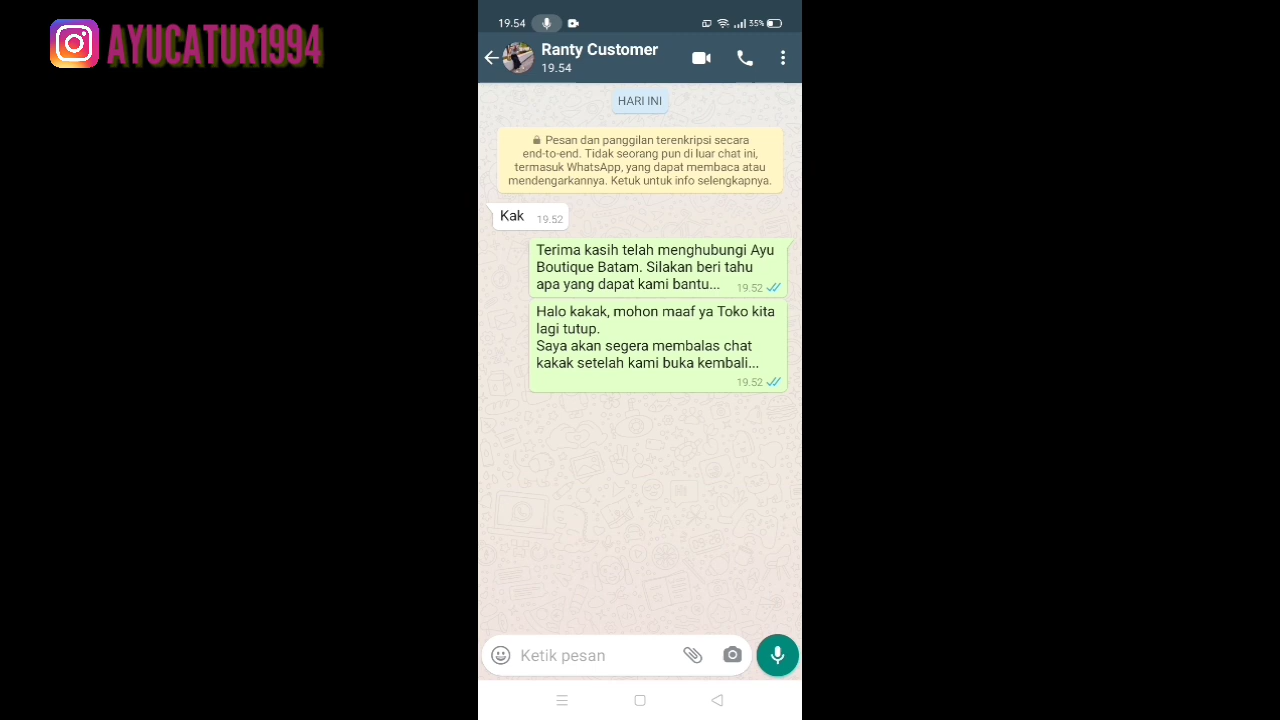 AYUCATUR1994
19.54
35%
Ranty Customer
19.54
HARI INI
Pesan dan panggilan terenkripsi secara
end-to-end. Tidak seorang pun di luar chat ini,
termasuk WhatsApp, yang dapat membaca atau
mendengarkannya. Ketuk untuk info selengkapnya.
Kak 19.52
Terima kasih telah menghubungi Ayu
Boutique Batam. Silakan beri tahu
apa yang dapat kami bantu... 19.52
Halo kakak, mohon maaf ya Toko kita
lagi tutup.
Saya akan segera membalas chat
kakak setelah kami buka kembali...
19.52
Ketik pesan